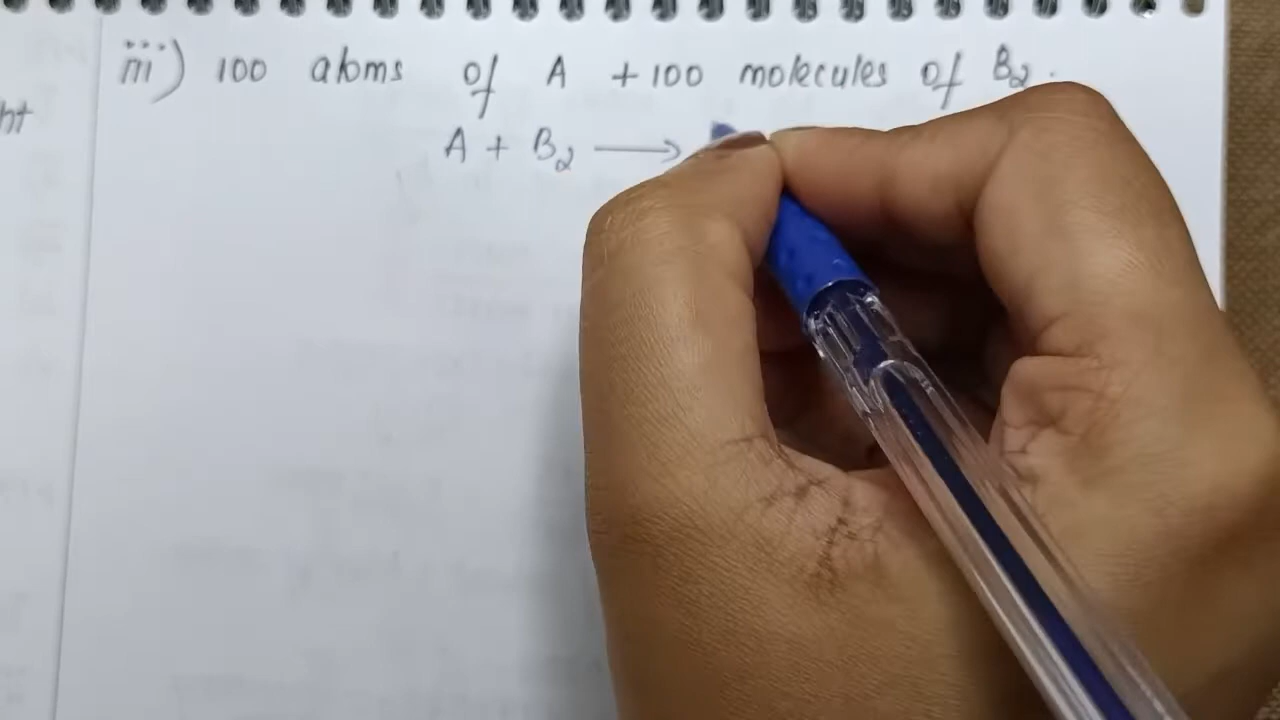 iii) 100 atoms of A + 100 molecules of B₂.
A + B₂ ⟶